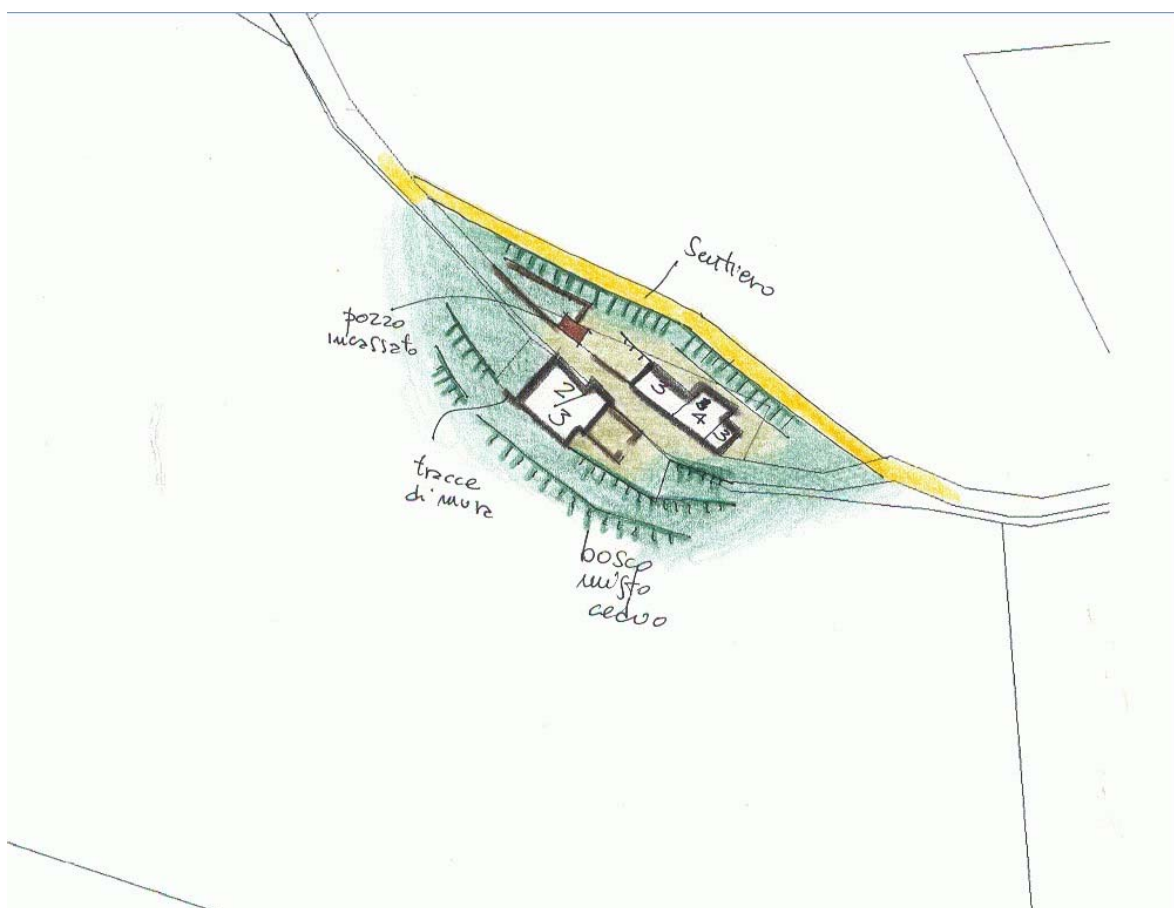 Sentiero
pozzo
incassato
3
4
3
2/3
tracce
di mura
bosco
misto
ceduo